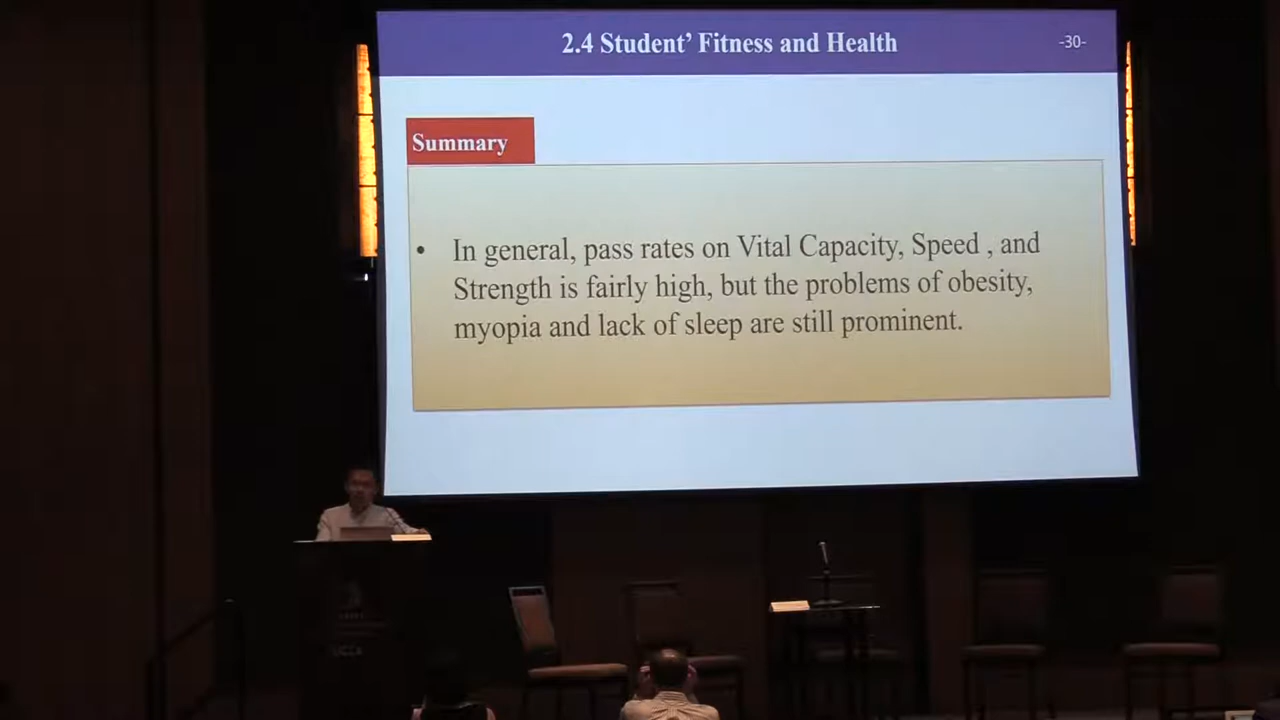 2.4 Student’ Fitness and Health
-30-
Summary
• In general, pass rates on Vital Capacity, Speed , and
Strength is fairly high, but the problems of obesity,
myopia and lack of sleep are still prominent.
UCLA